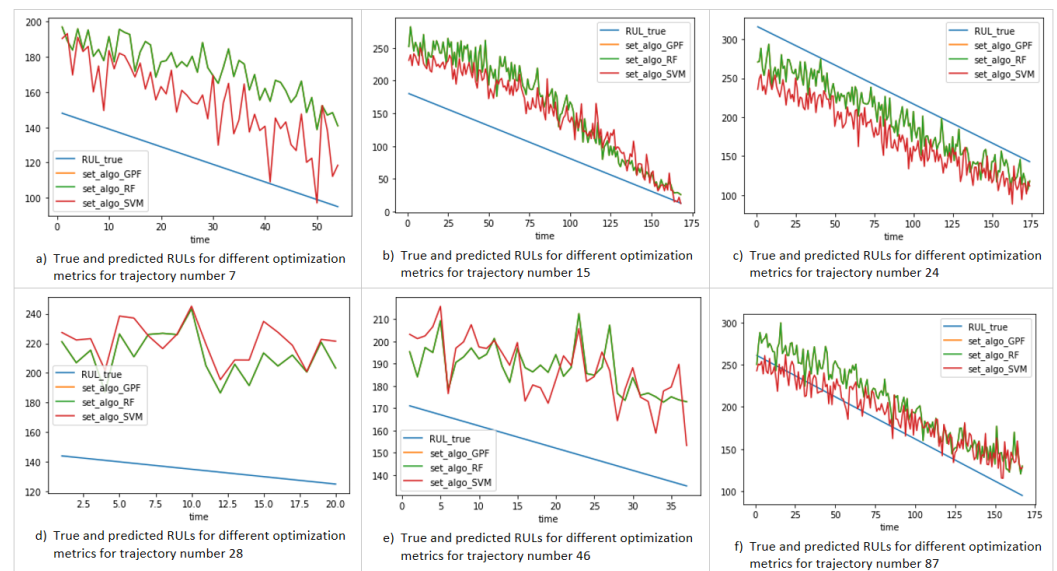 200
180
160
140
120
100
RUL_true
set_algo_GPF
set_algo_RF
set_algo_SVM
0 10 20 30 40 50
time
a) True and predicted RULs for different optimization
metrics for trajectory number 7
250
200
150
100
50
0
RUL_true
set_algo_GPF
set_algo_RF
set_algo_SVM
0 25 50 75 100 125 150 175
time
b) True and predicted RULs for different optimization
metrics for trajectory number 15
300
250
200
150
100
RUL_true
set_algo_GPF
set_algo_RF
set_algo_SVM
0 25 50 75 100 125 150 175
time
c) True and predicted RULs for different optimization
metrics for trajectory number 24
240
220
200
180
160
140
120
RUL_true
set_algo_GPF
set_algo_RF
set_algo_SVM
2.5 5.0 7.5 10.0 12.5 15.0 17.5 20.0
time
d) True and predicted RULs for different optimization
metrics for trajectory number 28
210
200
190
180
170
160
150
140
RUL_true
set_algo_GPF
set_algo_RF
set_algo_SVM
0 5 10 15 20 25 30 35
time
e) True and predicted RULs for different optimization
metrics for trajectory number 46
300
250
200
150
100
RUL_true
set_algo_GPF
set_algo_RF
set_algo_SVM
0 25 50 75 100 125 150 175
time
f) True and predicted RULs for different optimization
metrics for trajectory number 87